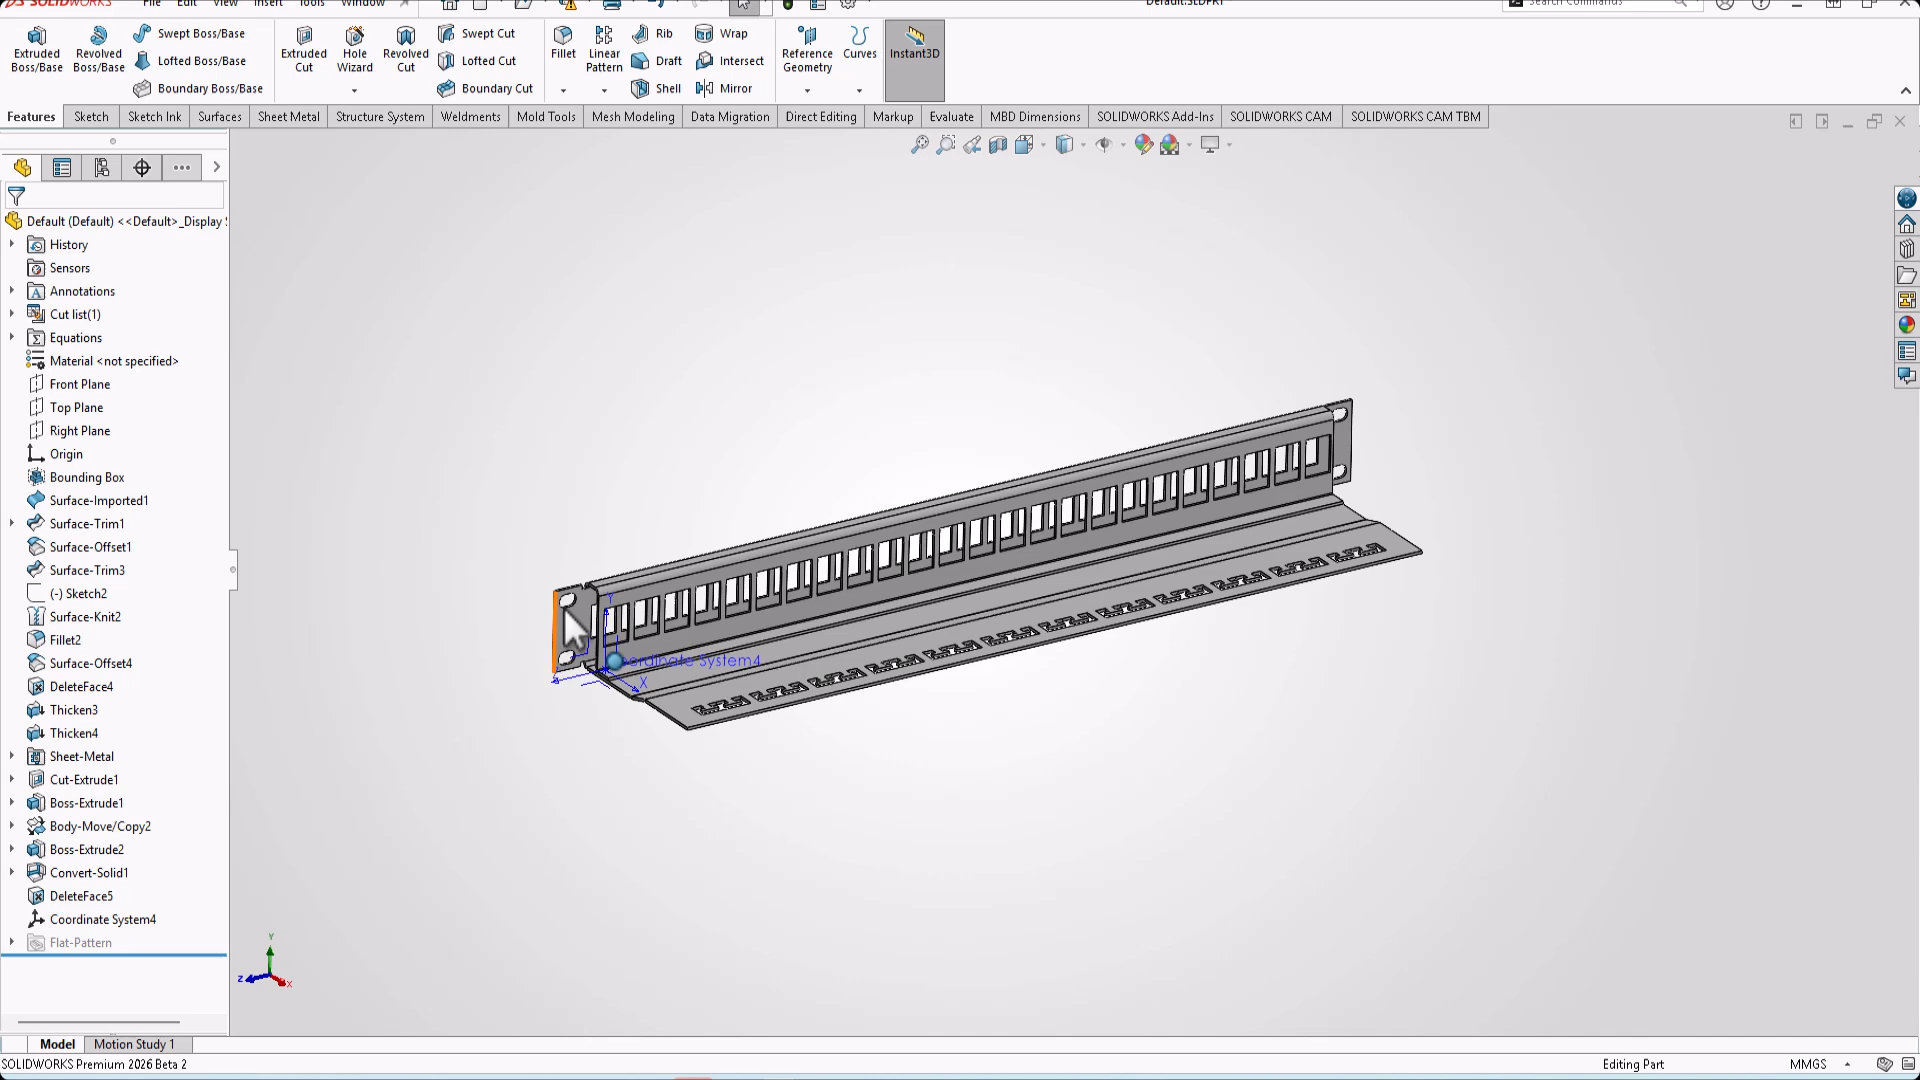 SOLIDWORKS File Edit View Insert Tools Window Default.SLDPRT Search Commands
Extruded Boss/Base
Revolved Boss/Base
Swept Boss/Base
Lofted Boss/Base
Boundary Boss/Base
Extruded Cut
Hole Wizard
Revolved Cut
Swept Cut
Lofted Cut
Boundary Cut
Fillet
Linear Pattern
Rib
Draft
Shell
Wrap
Intersect
Mirror
Reference Geometry
Curves
Instant3D
Features Sketch Sketch Ink Surfaces Sheet Metal Structure System Weldments Mold Tools Mesh Modeling Data Migration Direct Editing Markup Evaluate MBD Dimensions SOLIDWORKS Add-Ins SOLIDWORKS CAM SOLIDWORKS CAM TBM
Default (Default) <<Default>_Display
History
Sensors
Annotations
Cut list(1)
Equations
Material <not specified>
Front Plane
Top Plane
Right Plane
Origin
Bounding Box
Surface-Imported1
Surface-Trim1
Surface-Offset1
Surface-Trim3
(-) Sketch2
Surface-Knit2
Fillet2
Surface-Offset4
DeleteFace4
Thicken3
Thicken4
Sheet-Metal
Cut-Extrude1
Boss-Extrude1
Body-Move/Copy2
Boss-Extrude2
Convert-Solid1
DeleteFace5
Coordinate System4
Flat-Pattern
Y
ordinate System4
X
Y
Z
X
Model Motion Study 1
SOLIDWORKS Premium 2026 Beta 2 Editing Part MMGS